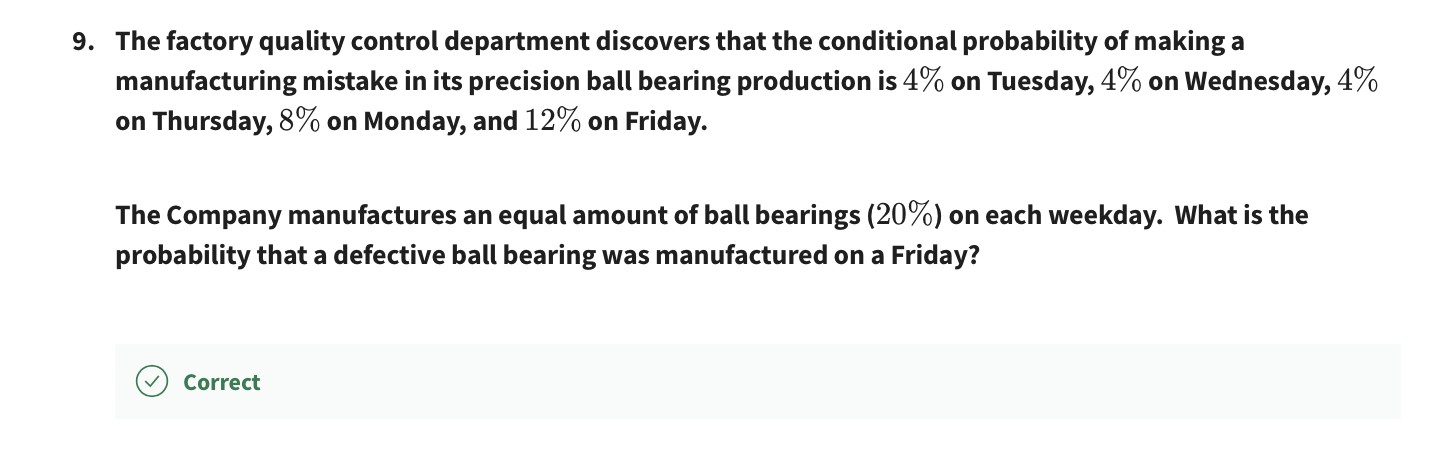 9. The factory quality control department discovers that the conditional probability of making a
manufacturing mistake in its precision ball bearing production is 4% on Tuesday, 4% on Wednesday, 4%
on Thursday, 8% on Monday, and 12% on Friday.
The Company manufactures an equal amount of ball bearings (20%) on each weekday. What is the
probability that a defective ball bearing was manufactured on a Friday?
Correct